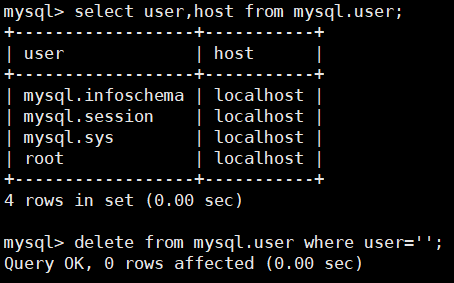 mysql> select user,host from mysql.user;
+------------------+-----------+
| user             | host      |
+------------------+-----------+
| mysql.infoschema | localhost |
| mysql.session    | localhost |
| mysql.sys        | localhost |
| root             | localhost |
+------------------+-----------+
4 rows in set (0.00 sec)

mysql> delete from mysql.user where user='';
Query OK, 0 rows affected (0.00 sec)